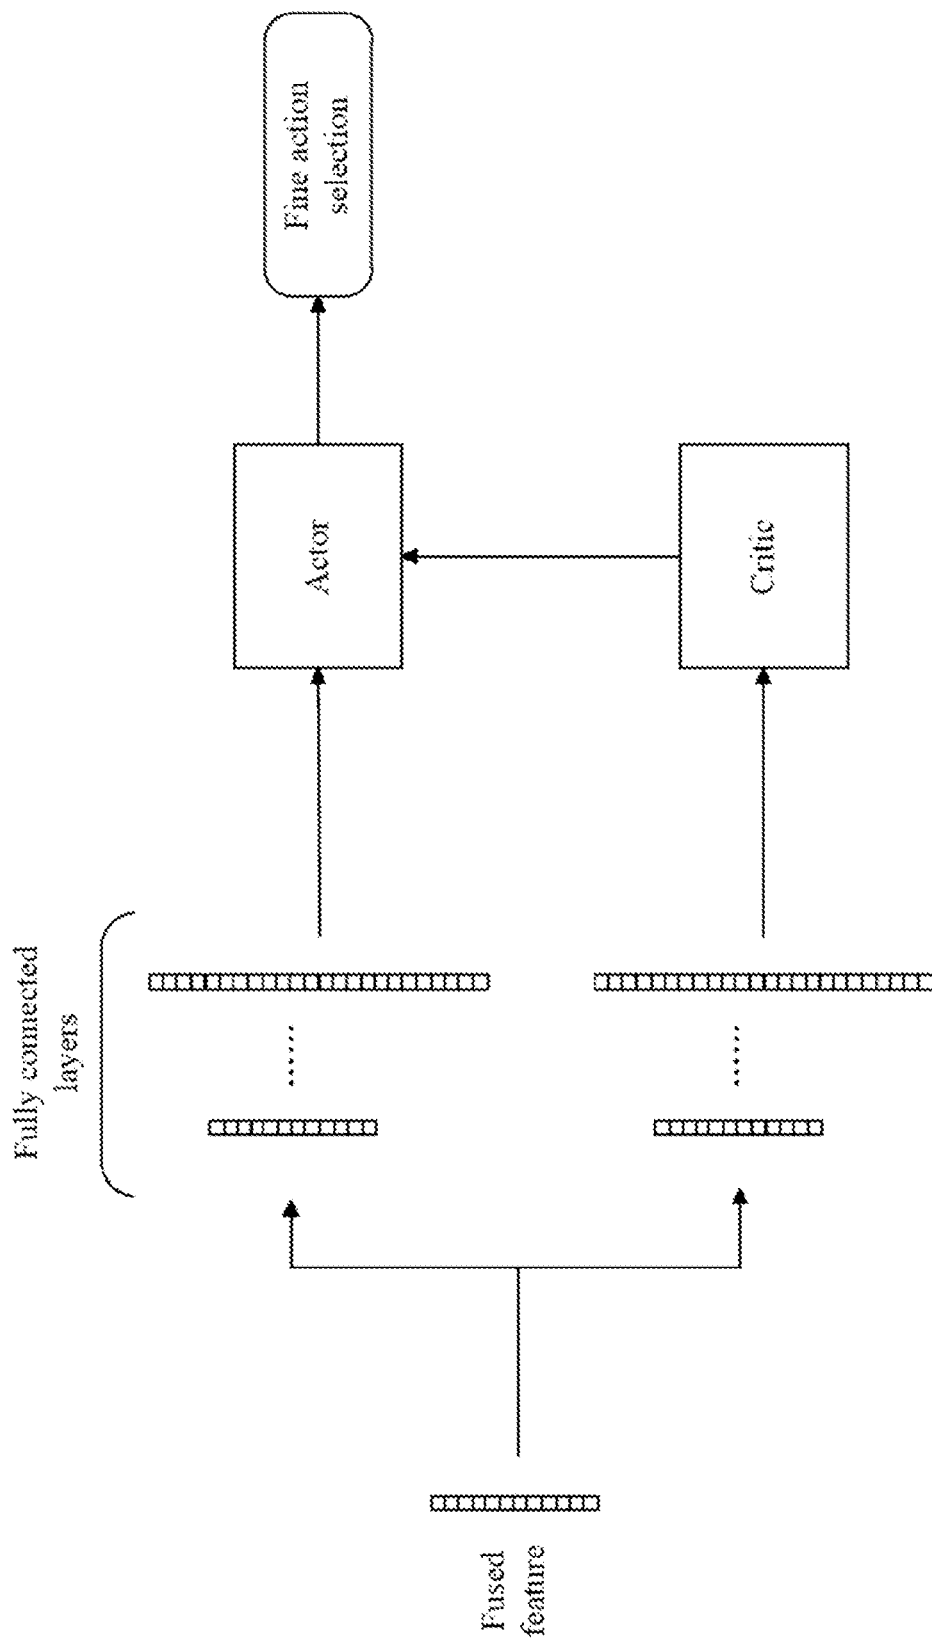 Fused
feature
Fully connected
layers
Actor
Critic
Fine action
selection